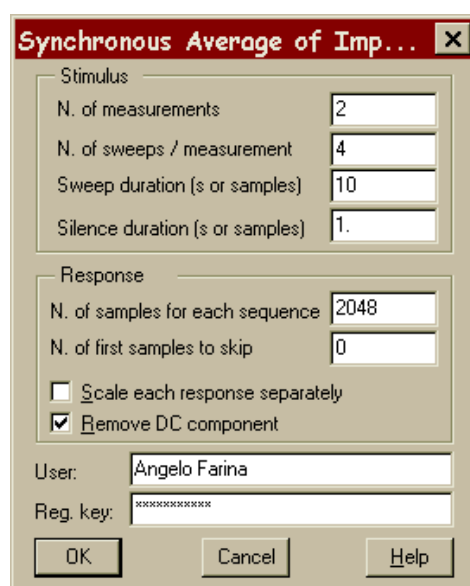 Synchronous Average of Imp...
Stimulus
N. of measurements 2
N. of sweeps / measurement 4
Sweep duration (s or samples) 10
Silence duration (s or samples) 1.
Response
N. of samples for each sequence 2048
N. of first samples to skip 0
Scale each response separately
Remove DC component
User: Angelo Farina
Reg. key: ***********
OK Cancel Help